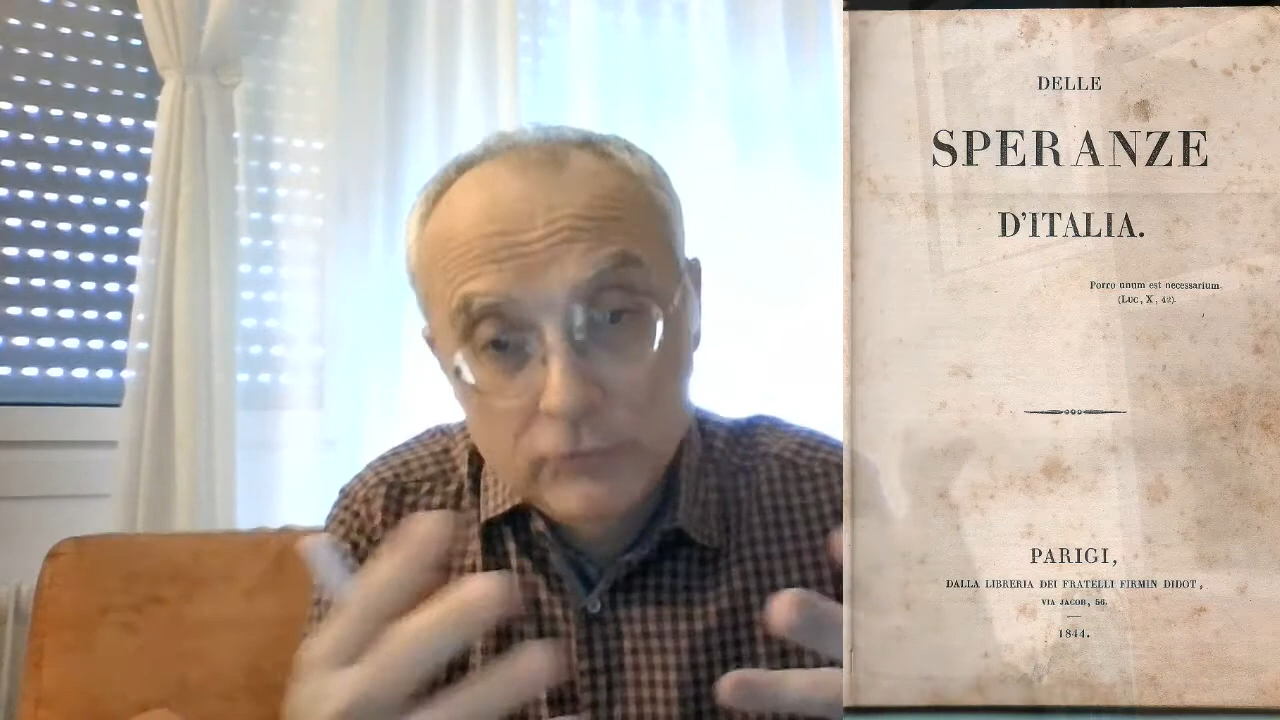 DELLE
SPERANZE
D'ITALIA.
Porro unum est necessarium.
(Luc, X, 42).
PARIGI,
DALLA LIBRERIA DEI FRATELLI FIRMIN DIDOT,
VIA JACOB, 56.
1844.